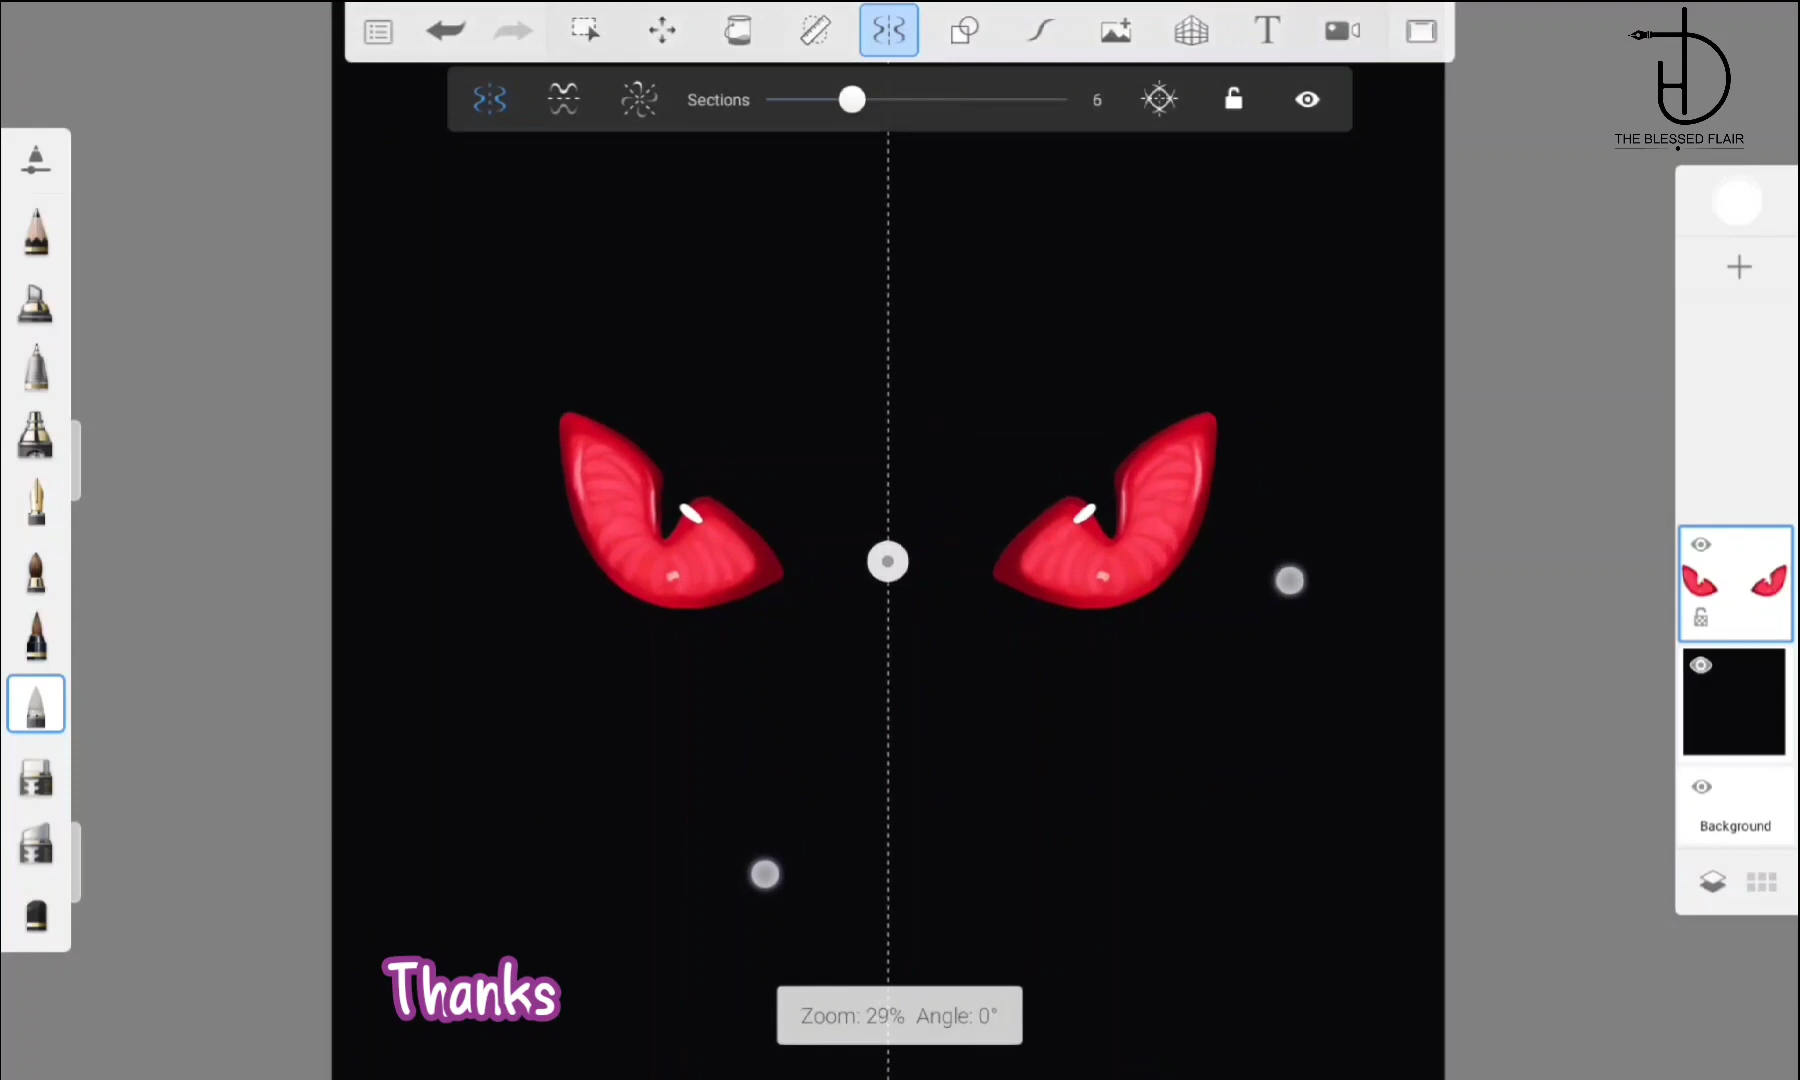 T
Sections
6
THE BLESSED FLAIR
Background
Thanks
Zoom: 29% Angle: 0°